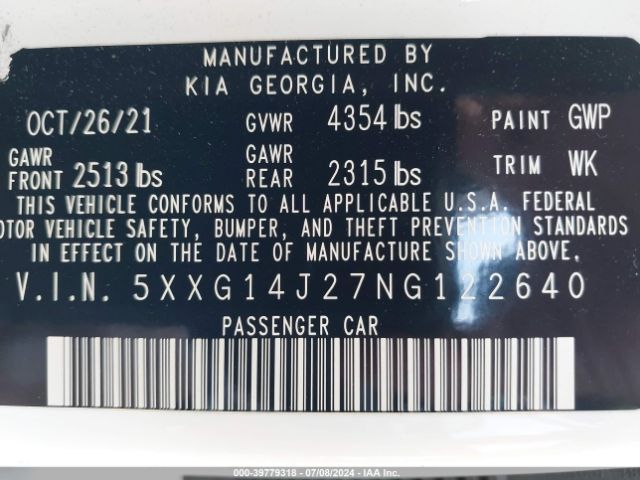 MANUFACTURED BY
KIA GEORGIA, INC.
OCT/26/21 GVWR 4354 lbs PAINT GWP
GAWR FRONT 2513 lbs GAWR REAR 2315 lbs TRIM WK
THIS VEHICLE CONFORMS TO ALL APPLICABLE U.S.A. FEDERAL
OTOR VEHICLE SAFETY, BUMPER, AND THEFT PREVENTION STANDARDS
IN EFFECT ON THE DATE OF MANUFACTURE SHOWN ABOVE.
V.I.N. 5XXG14J27NG122640
PASSENGER CAR
000-39779318 | 07/08/2024 - IAA Inc.